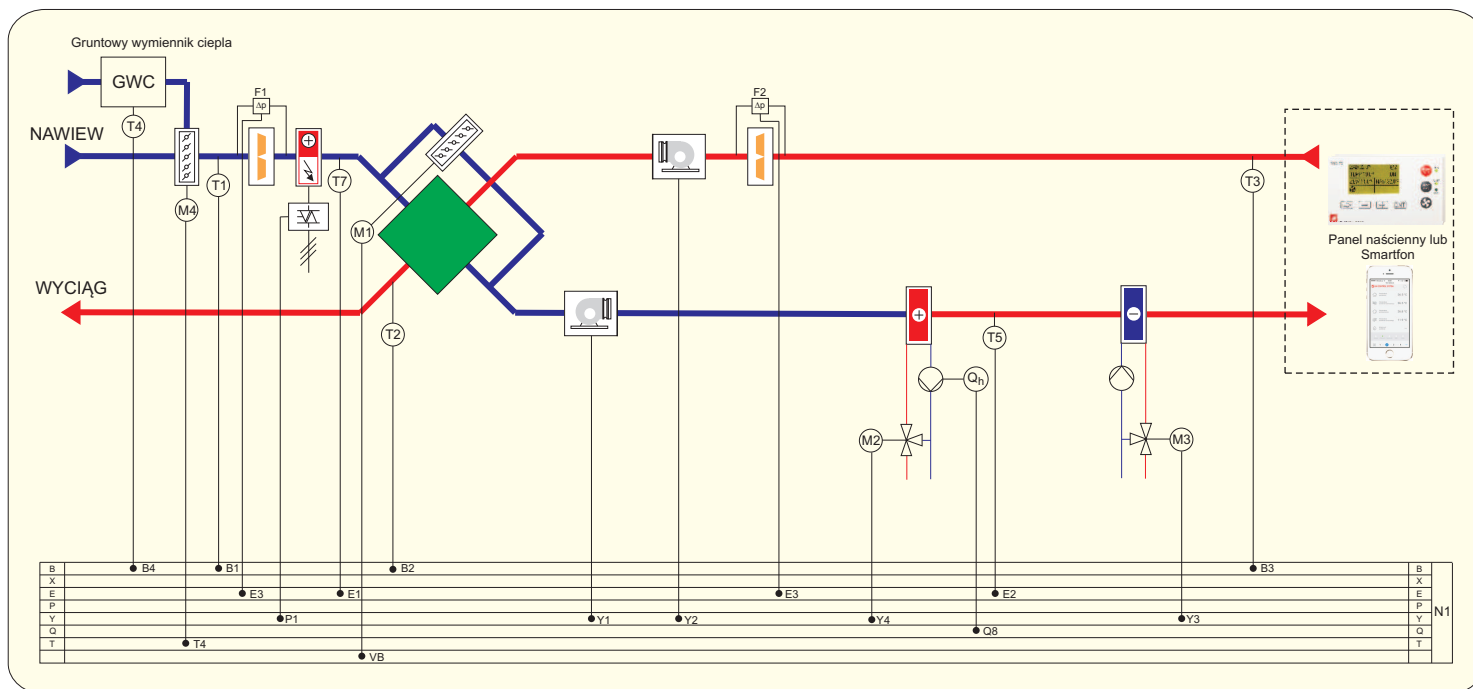 Gruntowy wymiennik ciepla
GWC
F1
Δp
F2
Δp
T4
NAWIEW
T1
T7
T3
M4
M1
Panel naścienny lub
Smartfon
WYCIĄG
T2
T5
Qh
M2
M3
B
B4
B1
B2
B3
B
X
X
E
E3
E1
E3
E2
E
P
P
Y
P1
Y1
Y2
Y4
Y3
Y
N1
Q
Q8
Q
T
T4
T
VB